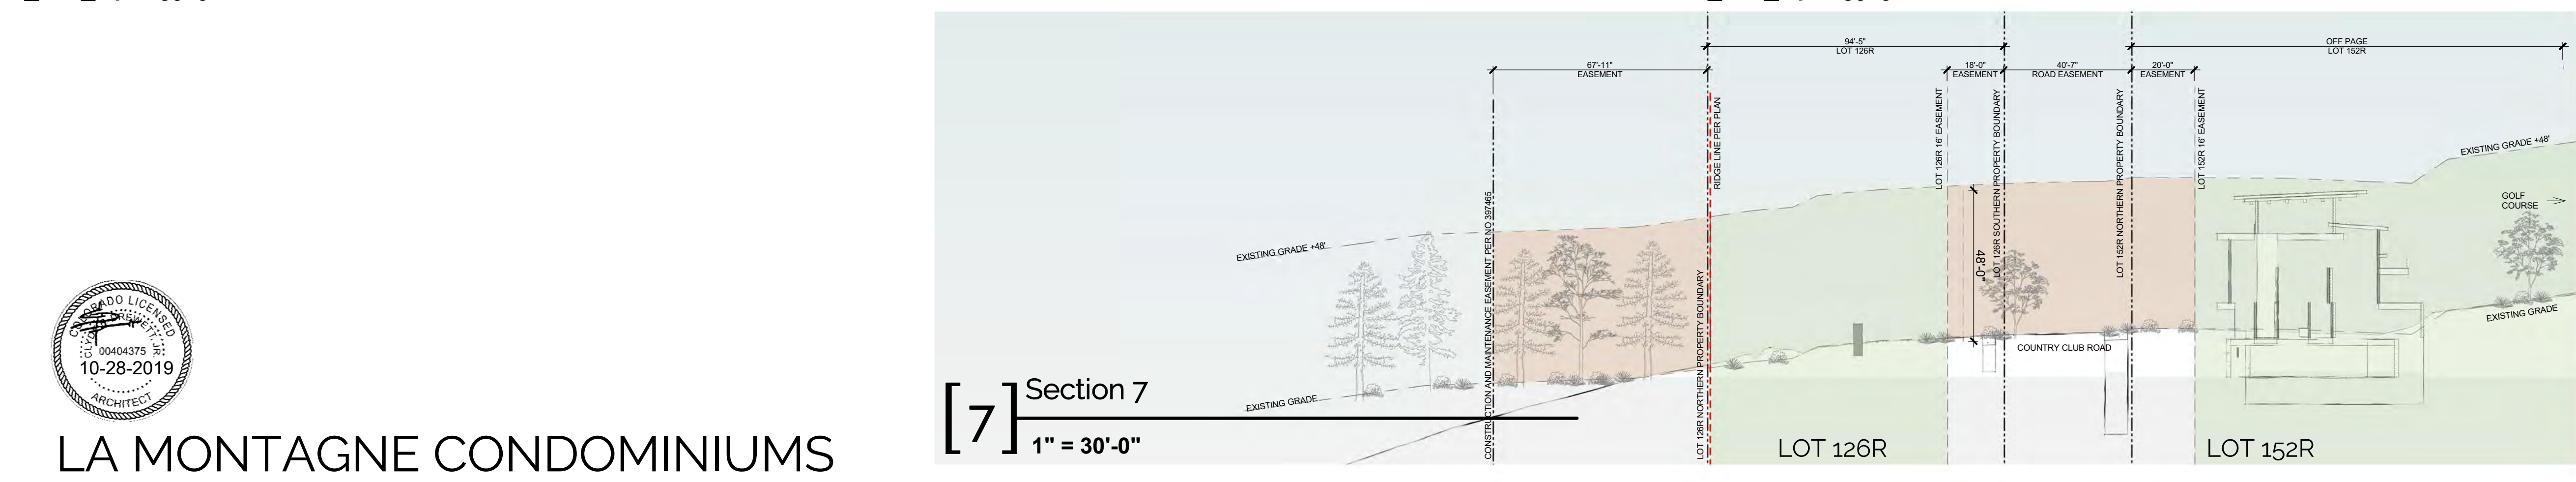 94'-5"
LOT 126R
OFF PAGE
LOT 152R
67'-11"
EASEMENT
18'-0"
EASEMENT
40'-7"
ROAD EASEMENT
20'-0"
EASEMENT
RIDGE LINE PER PLAN
LOT 126R 16' EASEMENT
LOT 126R SOUTHERN PROPERTY BOUNDARY
LOT 152R NORTHERN PROPERTY BOUNDARY
LOT 152R 16' EASEMENT
EXISTING GRADE +48'
GOLF
COURSE
EXISTING GRADE +48'
CONSTRUCTION AND MAINTENANCE EASEMENT PER NO 397465
LOT 126R NORTHERN PROPERTY BOUNDARY
48'-0"
EXISTING GRADE
COUNTRY CLUB ROAD
EXISTING GRADE
COLORADO LICENSED
DREWETT, JR.
00404375
10-28-2019
ARCHITECT
LA MONTAGNE CONDOMINIUMS
[7]
Section 7
1" = 30'-0"
LOT 126R
LOT 152R